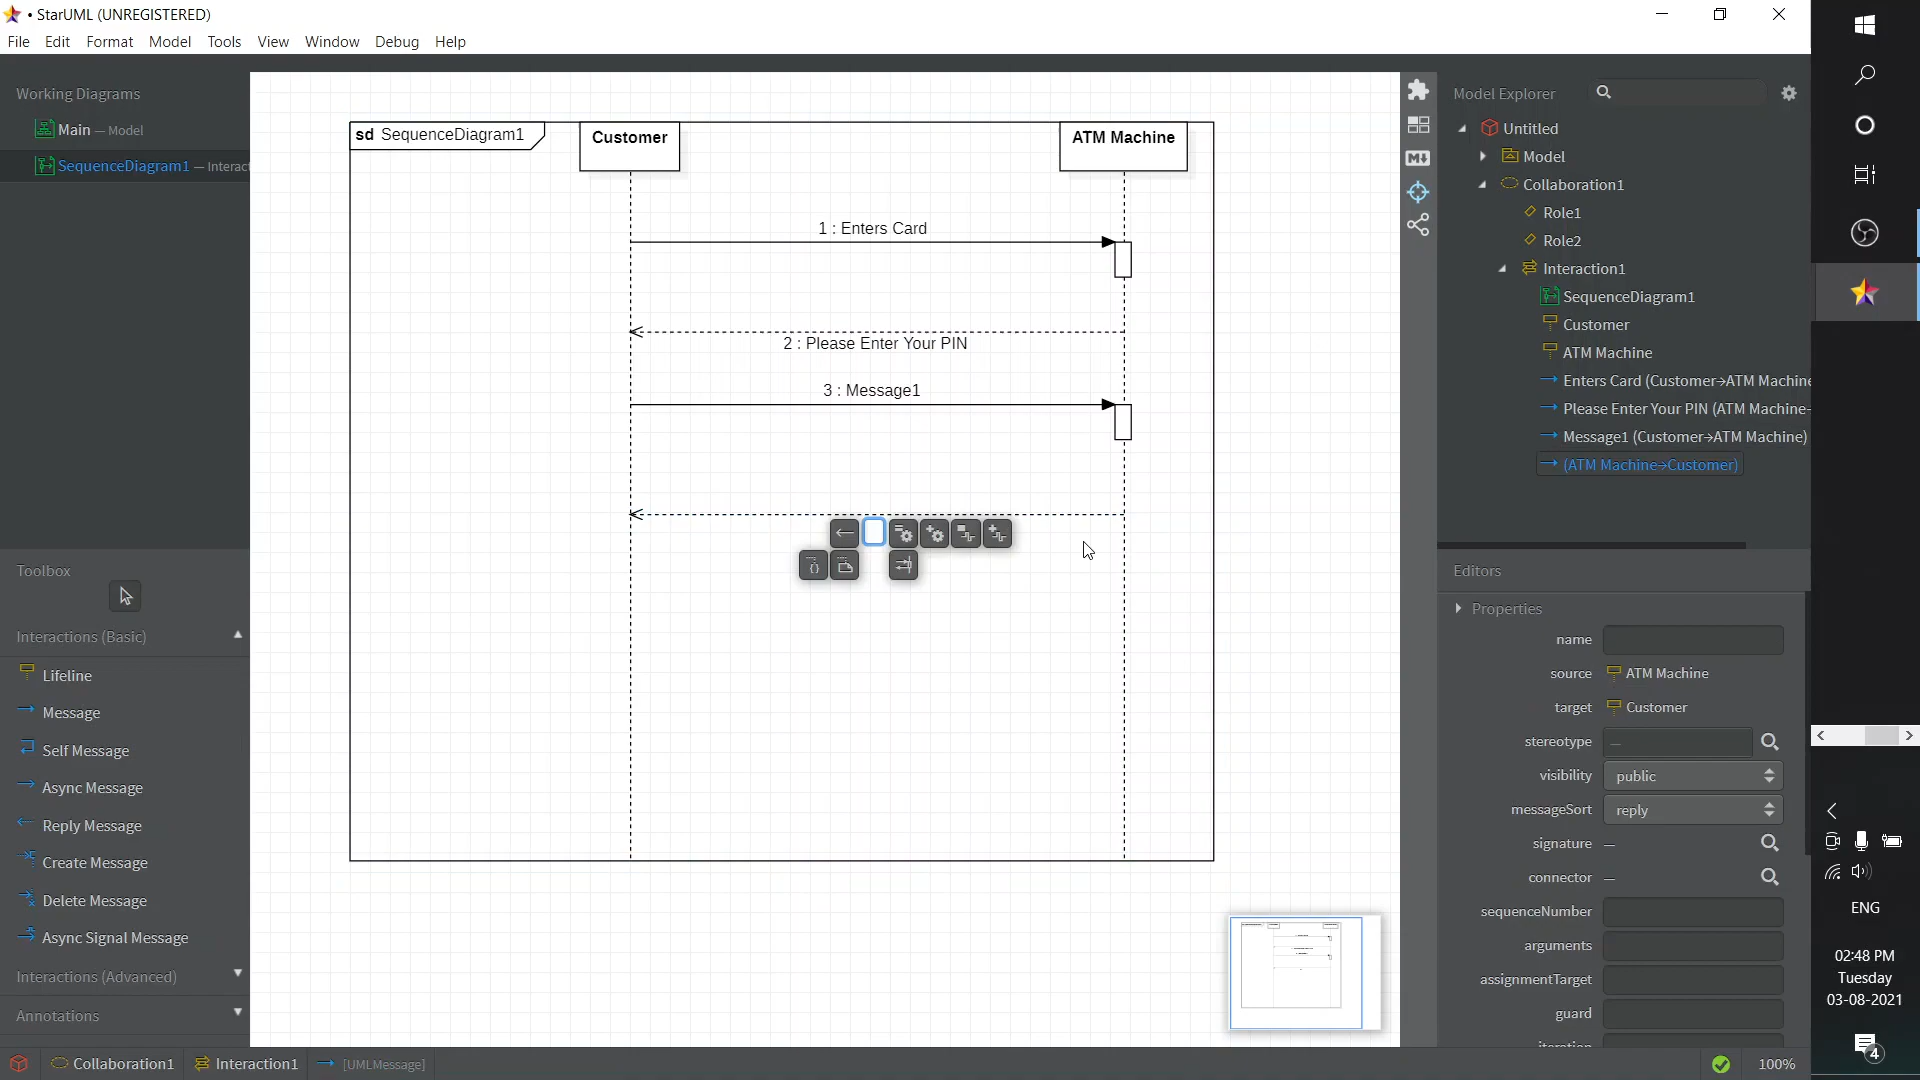 • StarUML (UNREGISTERED)
File Edit Format Model Tools View Window Debug Help
Working Diagrams
Main — Model
SequenceDiagram1 — Interact
Toolbox
Interactions (Basic)
Lifeline
Message
Self Message
Async Message
Reply Message
Create Message
Delete Message
Async Signal Message
Interactions (Advanced)
Annotations
sd SequenceDiagram1
Customer
ATM Machine
1 : Enters Card
2 : Please Enter Your PIN
3 : Message1
Model Explorer
Untitled
Model
Collaboration1
Role1
Role2
Interaction1
SequenceDiagram1
Customer
ATM Machine
Enters Card (Customer→ATM Machine
Please Enter Your PIN (ATM Machine-
Message1 (Customer→ATM Machine)
(ATM Machine→Customer)
Editors
Properties
name
source ATM Machine
target Customer
stereotype —
visibility public
messageSort reply
signature —
connector —
sequenceNumber
arguments
assignmentTarget
guard
iteration
Collaboration1 Interaction1 [UMLMessage]
100%
ENG
02:48 PM
Tuesday
03-08-2021
4